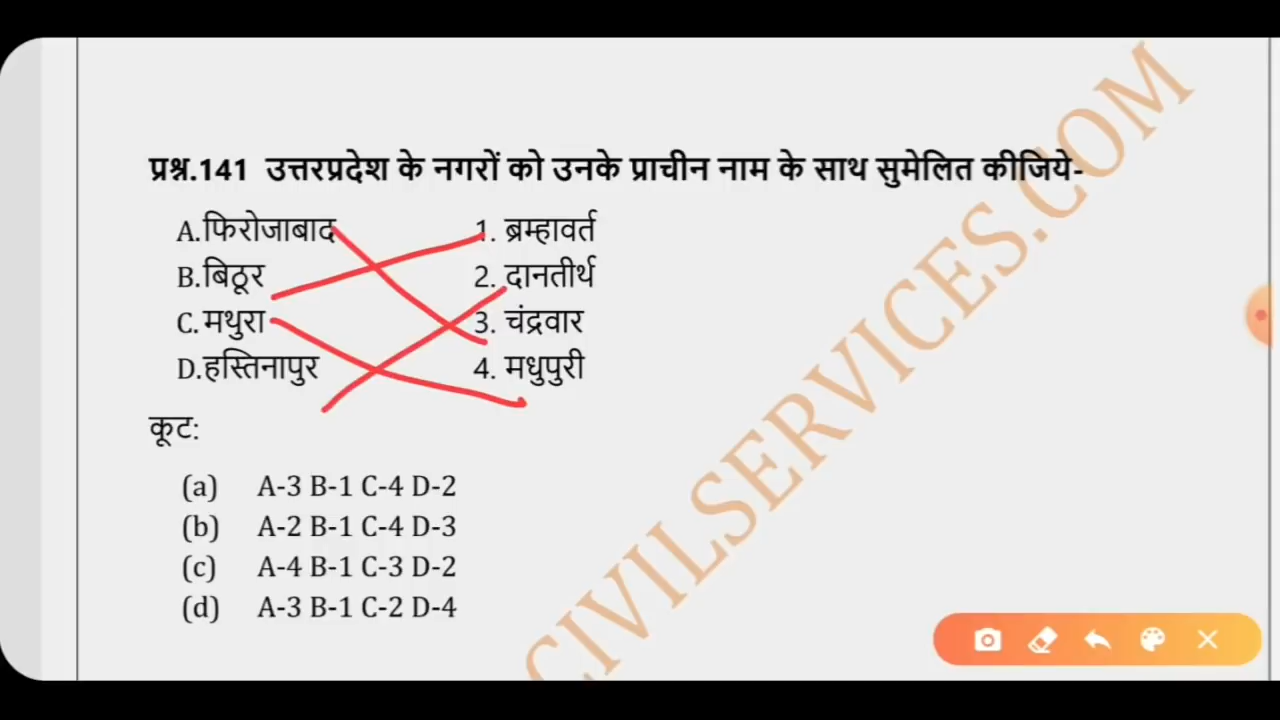 प्रश्न.141 उत्तरप्रदेश के नगरों को उनके प्राचीन नाम के साथ सुमेलित कीजिये-
A.फिरोजाबाद 1. ब्रम्हावर्त
B.बिठूर 2. दानतीर्थ
C. मथुरा 3. चंद्रवार
D.हस्तिनापुर 4. मधुपुरी
कूट:
(a) A-3 B-1 C-4 D-2
(b) A-2 B-1 C-4 D-3
(c) A-4 B-1 C-3 D-2
(d) A-3 B-1 C-2 D-4
CIVILSERVICES.COM